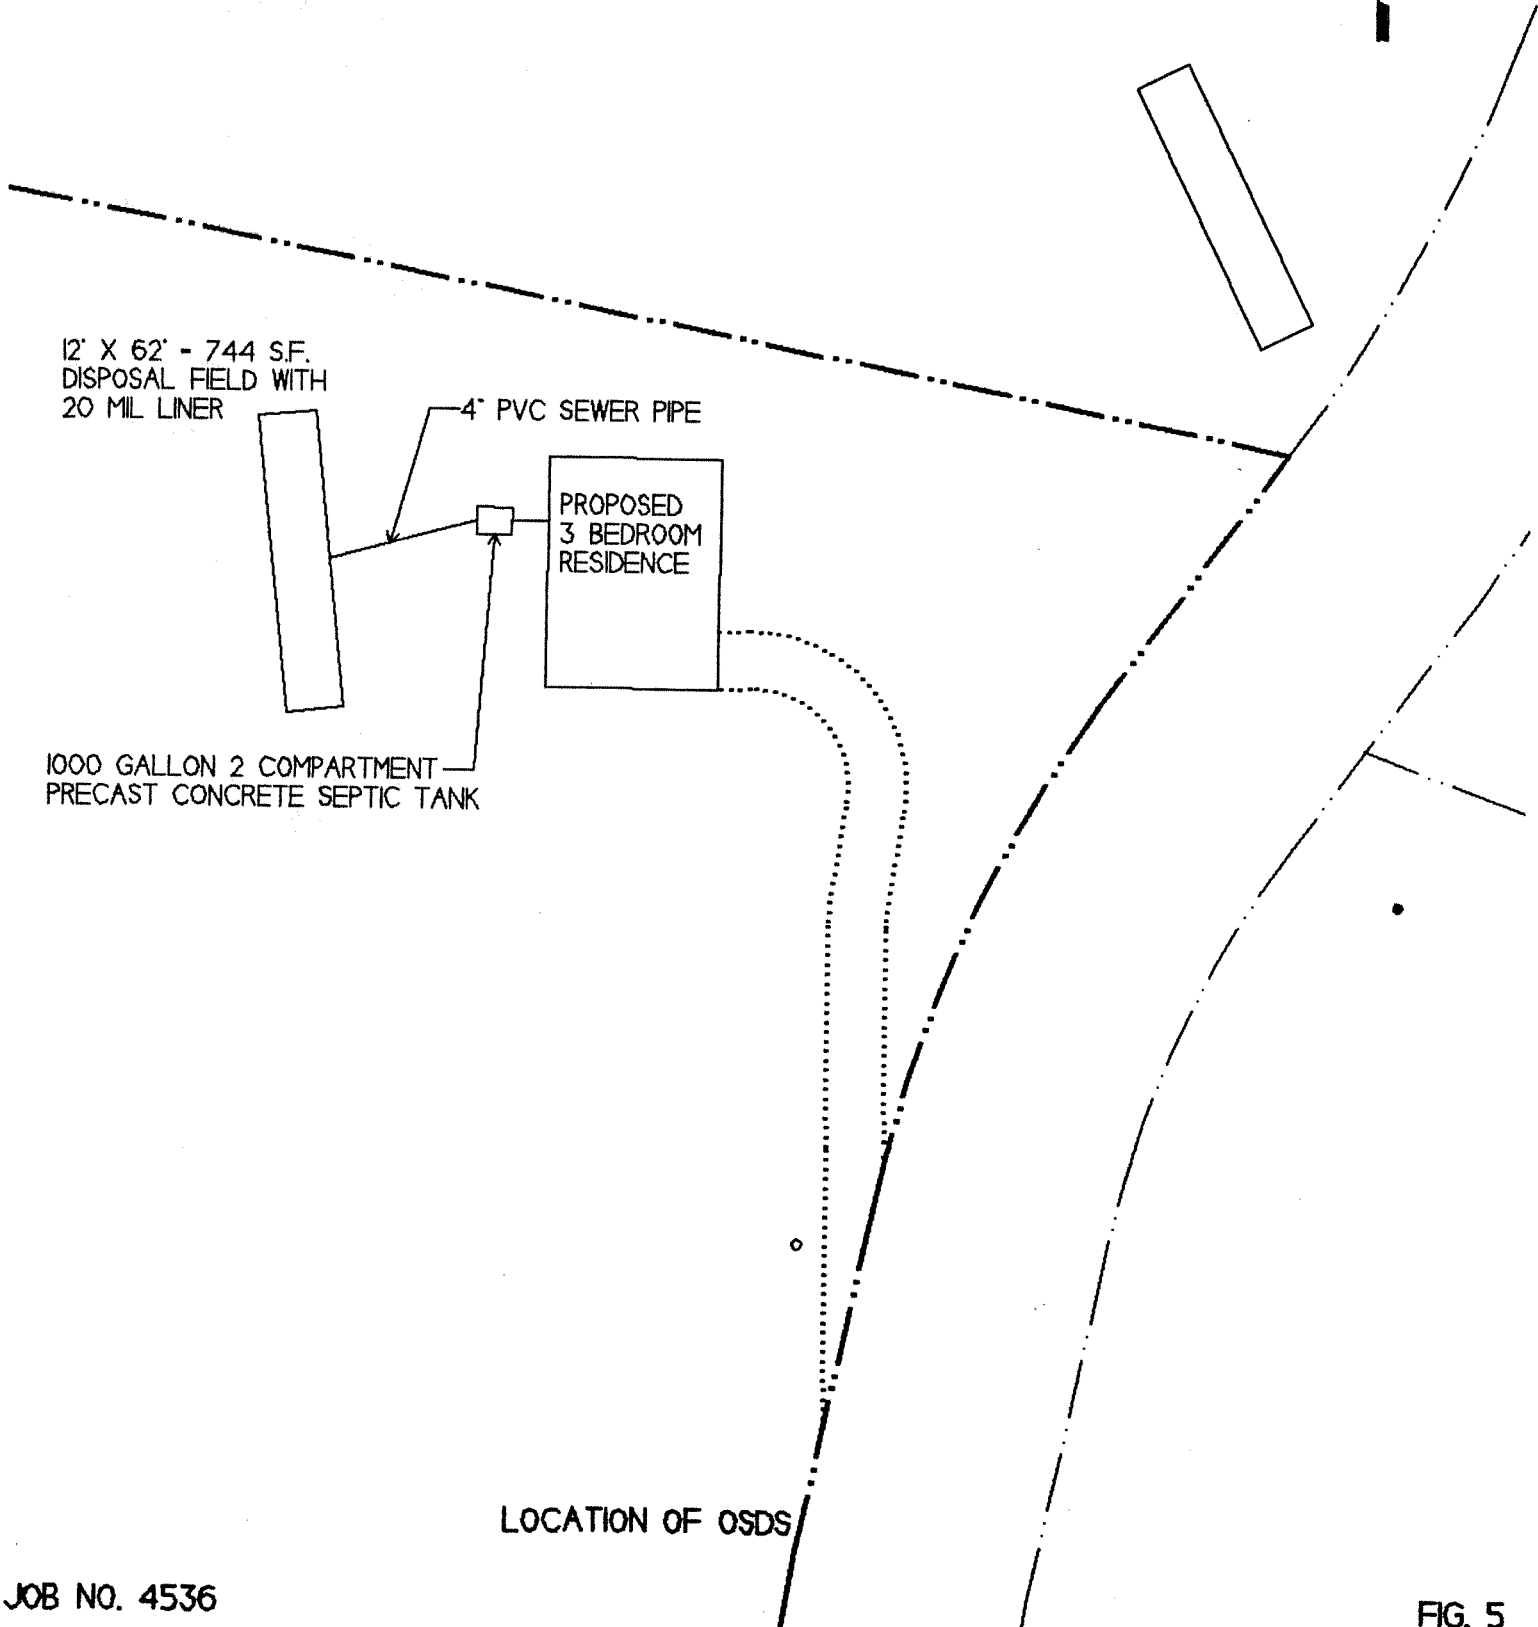 12' X 62' - 744 S.F.
DISPOSAL FIELD WITH
20 MIL LINER
4" PVC SEWER PIPE
PROPOSED
3 BEDROOM
RESIDENCE
1000 GALLON 2 COMPARTMENT
PRECAST CONCRETE SEPTIC TANK
LOCATION OF OSDS
JOB NO. 4536
FIG. 5